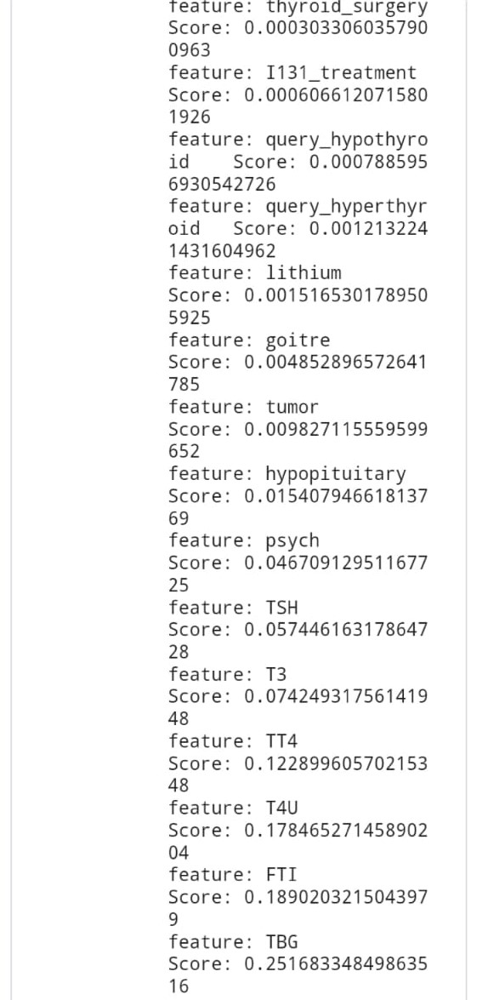 feature: thyroid_surgery
Score: 0.000303306035790
0963
feature: I131_treatment
Score: 0.000606612071580
1926
feature: query_hypothyro
id    Score: 0.000788595
6930542726
feature: query_hyperthyr
oid   Score: 0.001213224
1431604962
feature: lithium
Score: 0.001516530178950
5925
feature: goitre
Score: 0.004852896572641
785
feature: tumor
Score: 0.009827115559599
652
feature: hypopituitary
Score: 0.015407946618137
69
feature: psych
Score: 0.046709129511677
25
feature: TSH
Score: 0.057446163178647
28
feature: T3
Score: 0.074249317561419
48
feature: TT4
Score: 0.122899605702153
48
feature: T4U
Score: 0.178465271458902
04
feature: FTI
Score: 0.189020321504397
9
feature: TBG
Score: 0.251683348498635
16